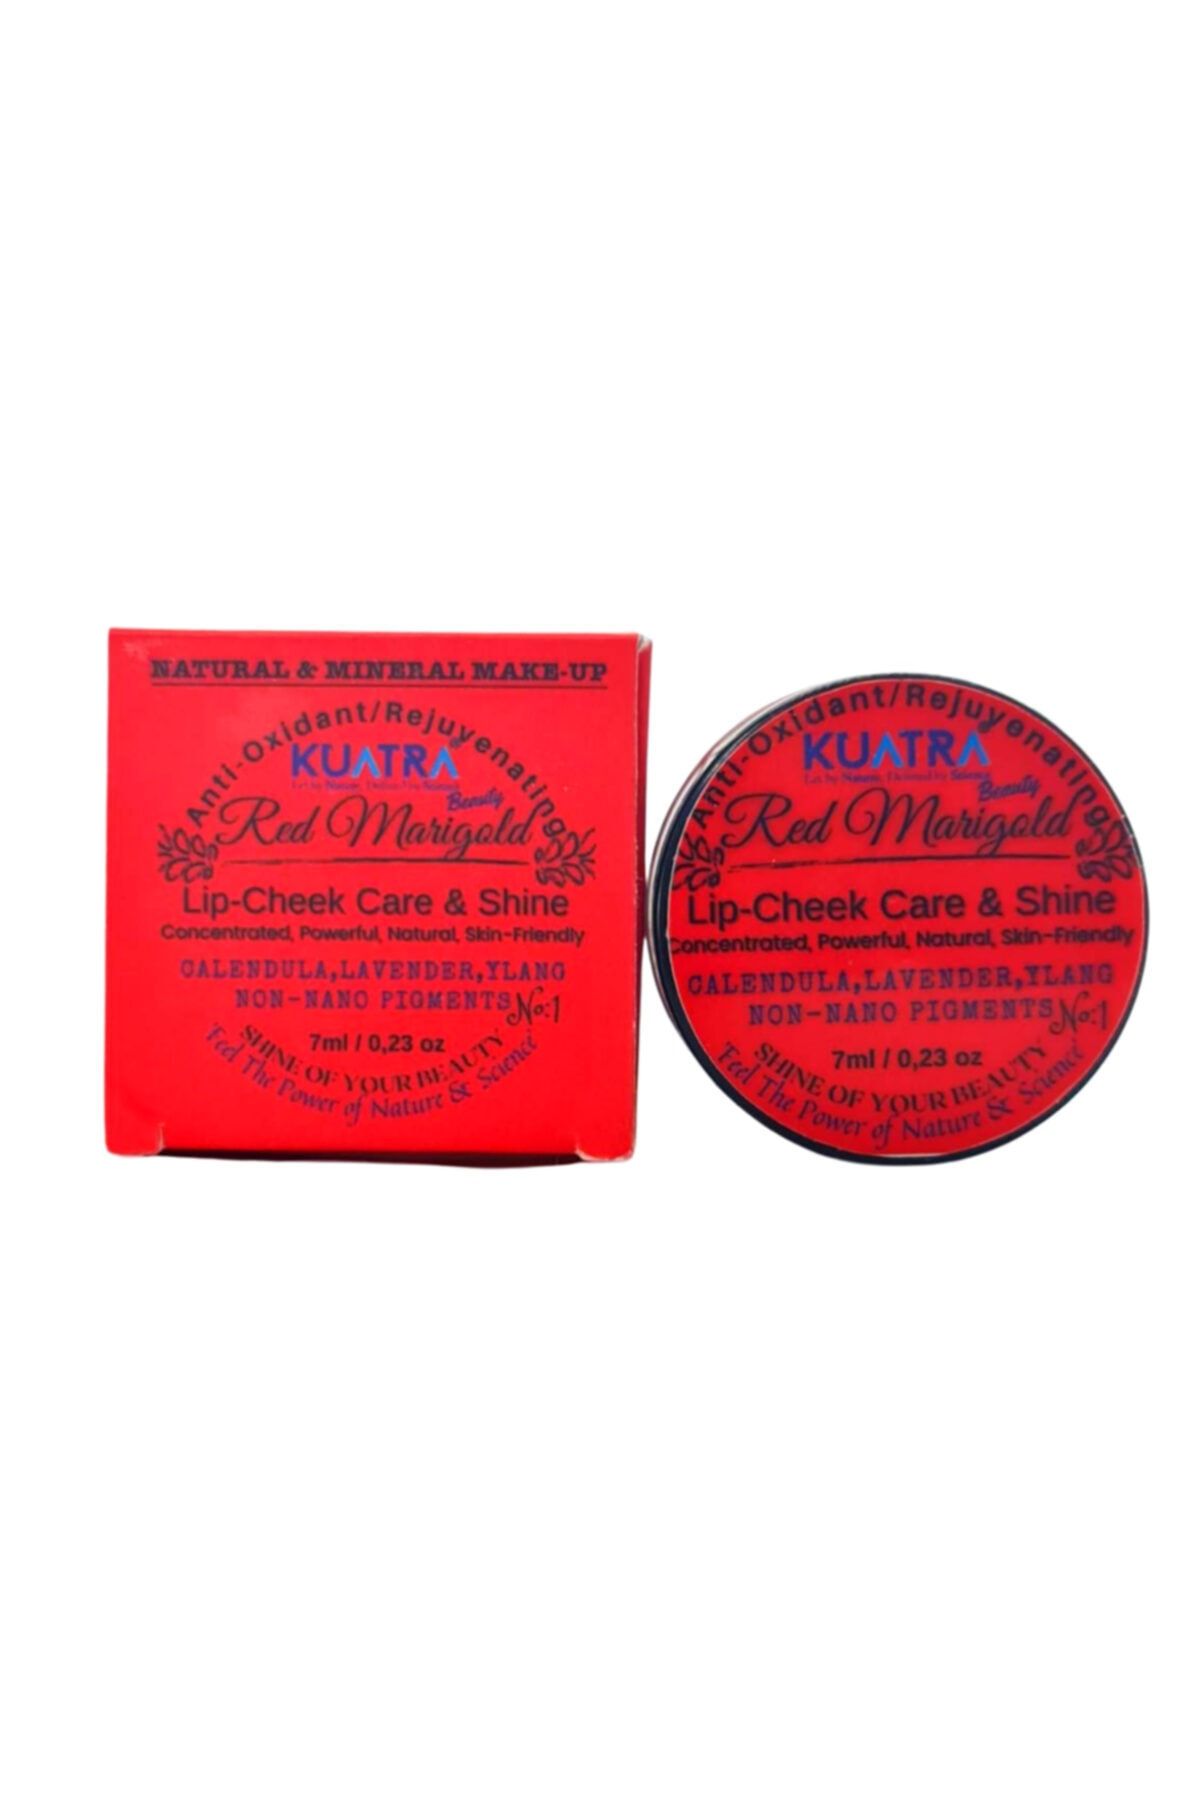 NATURAL & MINERAL MAKE-UP
Anti-Oxidant/Rejuvenating
KUATRA
Beauty
Red Marigold
Lip-Cheek Care & Shine
Concentrated, Powerful, Natural, Skin-Friendly
CALENDULA,LAVENDER,YLANG
NON-NANO PIGMENTS No:1
7ml / 0,23 oz
SHINE OF YOUR BEAUTY
'Feel The Power of Nature & Science'
Anti-Oxidant/Rejuvenating
KUATRA
Beauty
Red Marigold
Lip-Cheek Care & Shine
Concentrated, Powerful, Natural, Skin-Friendly
CALENDULA,LAVENDER,YLANG
NON-NANO PIGMENTS No:1
7ml / 0,23 oz
SHINE OF YOUR BEAUTY
'Feel The Power of Nature & Science'